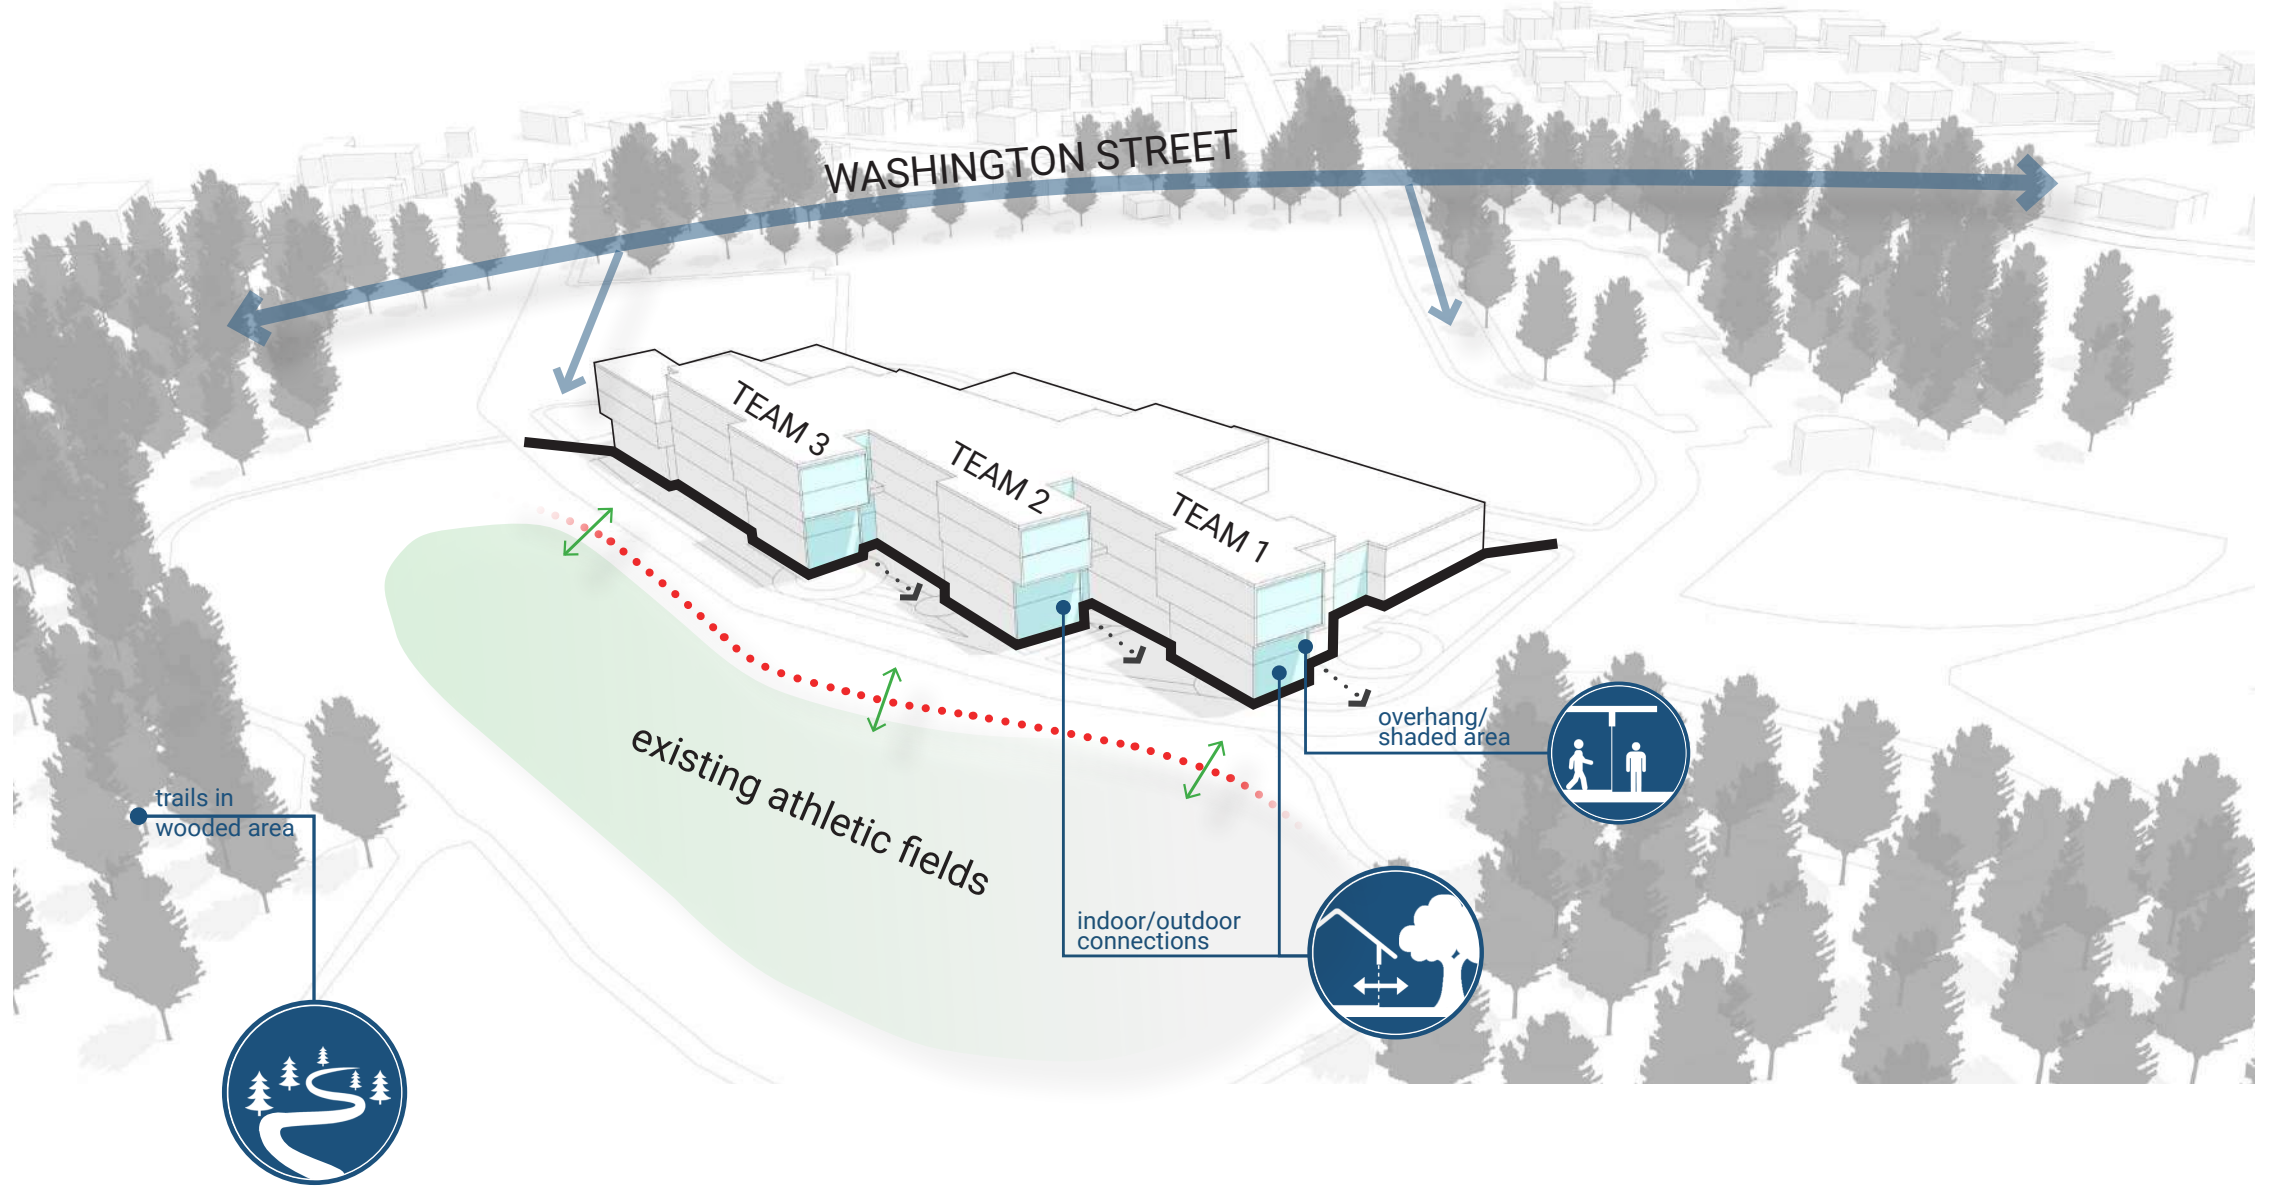 WASHINGTON STREET
TEAM 3
TEAM 2
TEAM 1
overhang/
shaded area
existing athletic fields
trails in
wooded area
indoor/outdoor
connections